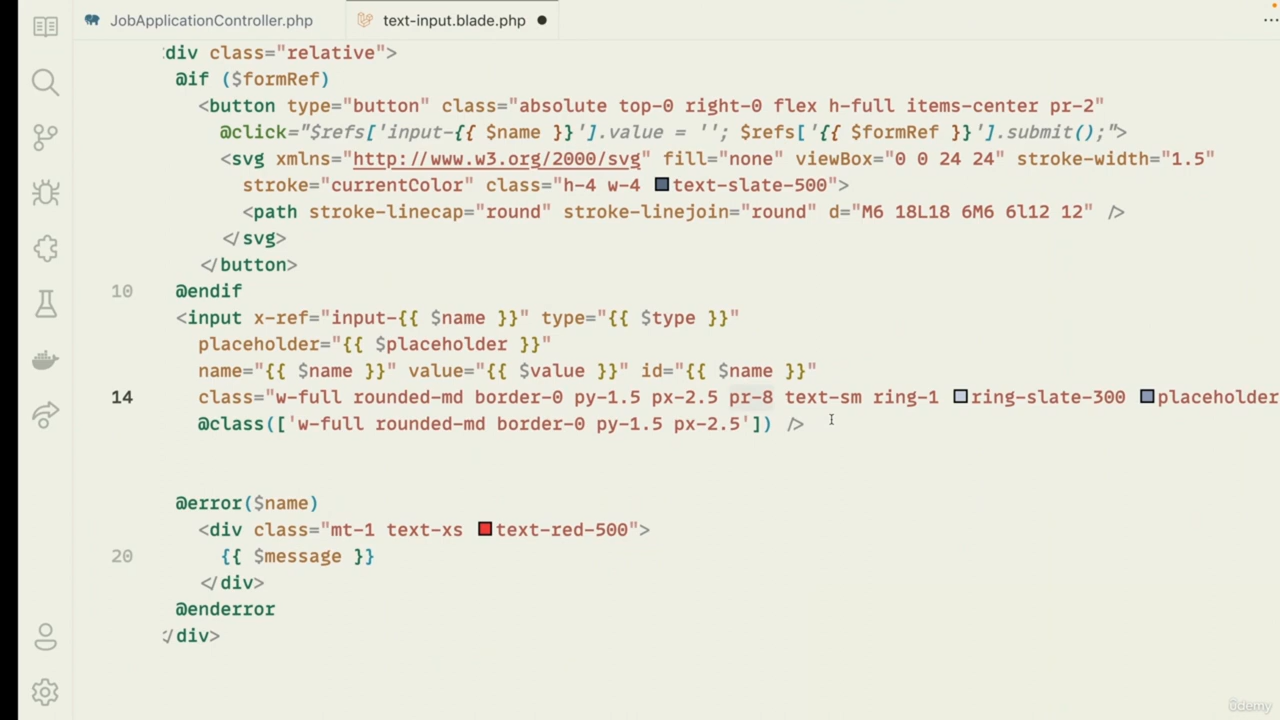 JobApplicationController.php
text-input.blade.php
div class="relative">
@if ($formRef)
<button type="button" class="absolute top-0 right-0 flex h-full items-center pr-2"
@click="$refs['input-{{ $name }}'].value = ''; $refs['{{ $formRef }}'].submit();">
<svg xmlns="http://www.w3.org/2000/svg" fill="none" viewBox="0 0 24 24" stroke-width="1.5"
stroke="currentColor" class="h-4 w-4 text-slate-500">
<path stroke-linecap="round" stroke-linejoin="round" d="M6 18L18 6M6 6l12 12" />
</svg>
</button>
10 @endif
<input x-ref="input-{{ $name }}" type="{{ $type }}"
placeholder="{{ $placeholder }}"
name="{{ $name }}" value="{{ $value }}" id="{{ $name }}"
14 class="w-full rounded-md border-0 py-1.5 px-2.5 pr-8 text-sm ring-1 ring-slate-300 placeholder
@class(['w-full rounded-md border-0 py-1.5 px-2.5']) />
@error($name)
<div class="mt-1 text-xs text-red-500">
20 {{ $message }}
</div>
@enderror
</div>
ûdemy